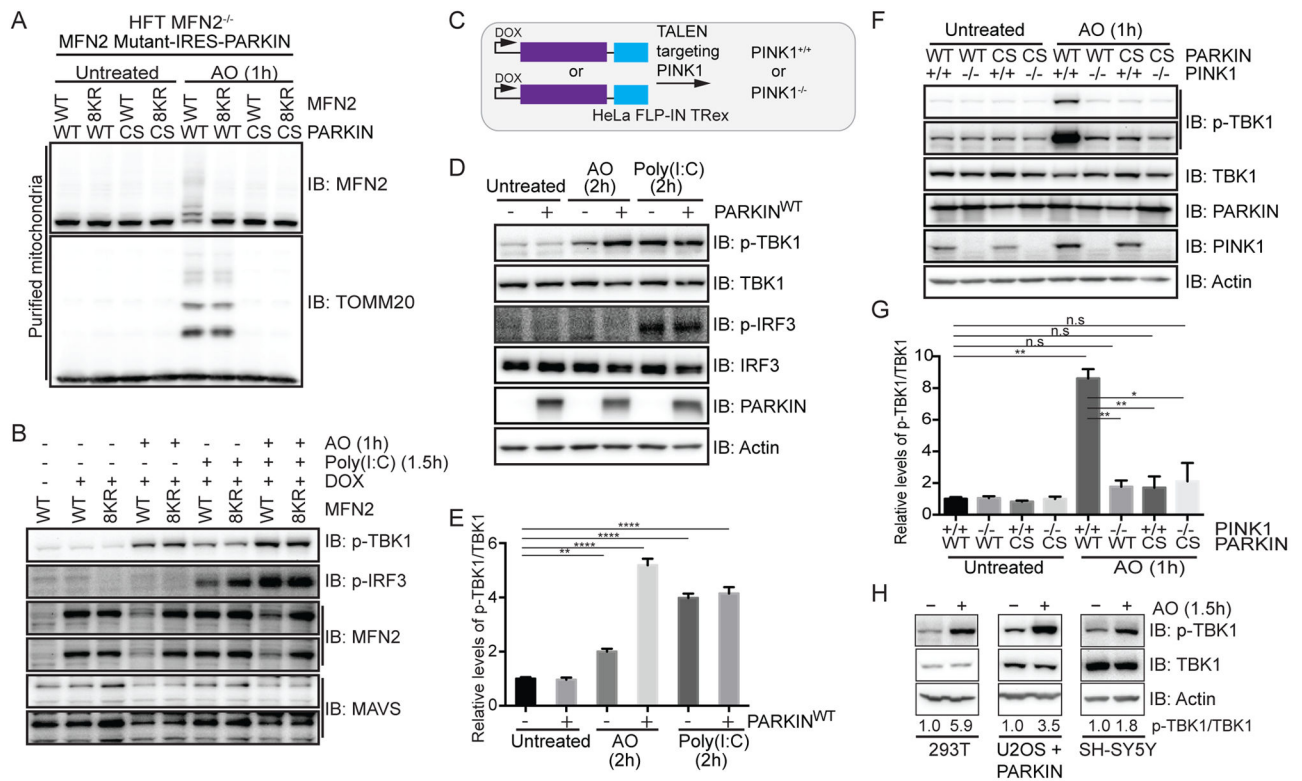 A
HFT MFN2-/-
MFN2 Mutant-IRES-PARKIN
Untreated AO (1h)
WT 8KR WT 8KR WT 8KR WT 8KR MFN2
WT WT CS CS WT WT CS CS PARKIN
Purified mitochondria
IB: MFN2
IB: TOMM20
B
- - - + + - - + + AO (1h)
- - - - - + + + + Poly(I:C) (1.5h)
- + + + + + + + + DOX
WT WT 8KR WT 8KR WT 8KR WT 8KR MFN2
IB: p-TBK1
IB: p-IRF3
IB: MFN2
IB: MAVS
C
DOX
or
DOX
TALEN
targeting
PINK1
PINK1+/+
or
PINK1-/-
HeLa FLP-IN TRex
D
Untreated AO (2h) Poly(I:C) (2h)
- + - + - + PARKINWT
IB: p-TBK1
IB: TBK1
IB: p-IRF3
IB: IRF3
IB: PARKIN
IB: Actin
E
Relative levels of p-TBK1/TBK1
****
****
****
**
6
4
2
0
- + - + - + PARKINWT
Untreated AO (2h) Poly(I:C) (2h)
F
Untreated AO (1h)
WT WT CS CS WT WT CS CS PARKIN
+/+ -/- +/+ -/- +/+ -/- +/+ -/- PINK1
IB: p-TBK1
IB: TBK1
IB: PARKIN
IB: PINK1
IB: Actin
G
Relative levels of p-TBK1/TBK1
n.s
n.s
n.s
**
*
**
**
10
8
6
4
2
0
+/+ -/- +/+ -/- +/+ -/- +/+ -/- PINK1
WT WT CS CS WT WT CS CS PARKIN
Untreated AO (1h)
H
- + - + - + AO (1.5h)
IB: p-TBK1
IB: TBK1
IB: Actin
1.0 5.9 1.0 3.5 1.0 1.8 p-TBK1/TBK1
293T U2OS + PARKIN SH-SY5Y